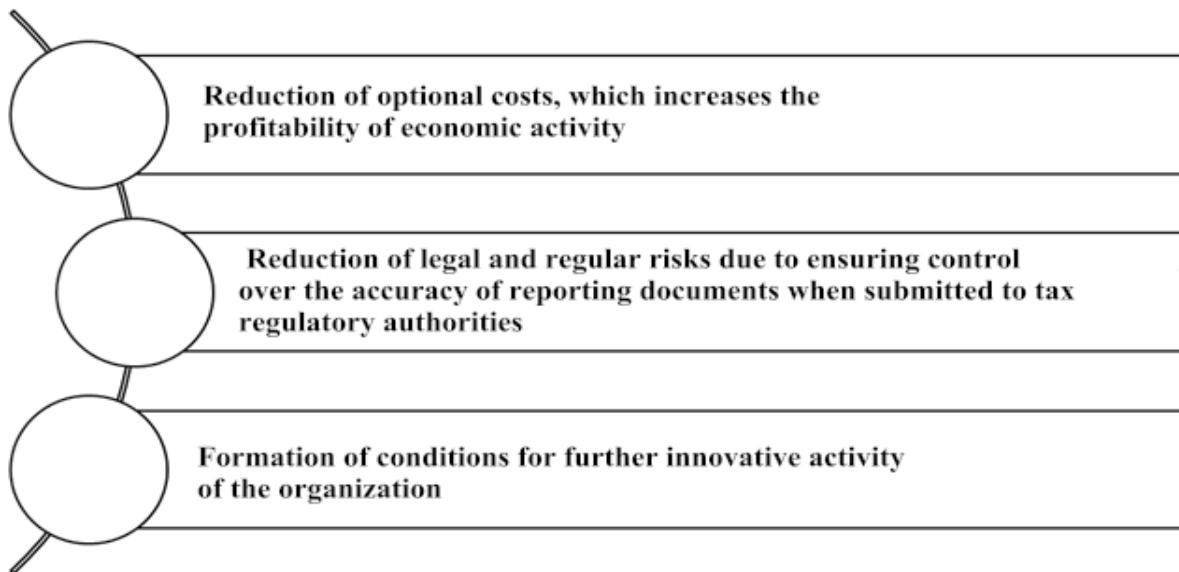 Reduction of optional costs, which increases the
profitability of economic activity
Reduction of legal and regular risks due to ensuring control
over the accuracy of reporting documents when submitted to tax
regulatory authorities
Formation of conditions for further innovative activity
of the organization